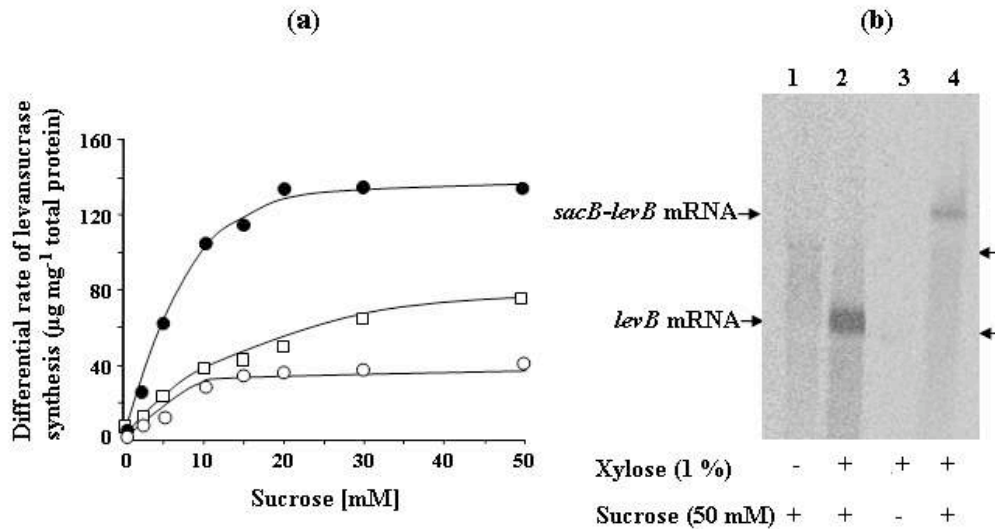 (a)
Differential rate of levansucrase
synthesis (µg mg⁻¹ total protein)
160
120
80
40
0
0 10 20 30 40 50
Sucrose [mM]
(b)
1 2 3 4
sacB-levB mRNA
levB mRNA
Xylose (1 %) - + + +
Sucrose (50 mM) + + - +